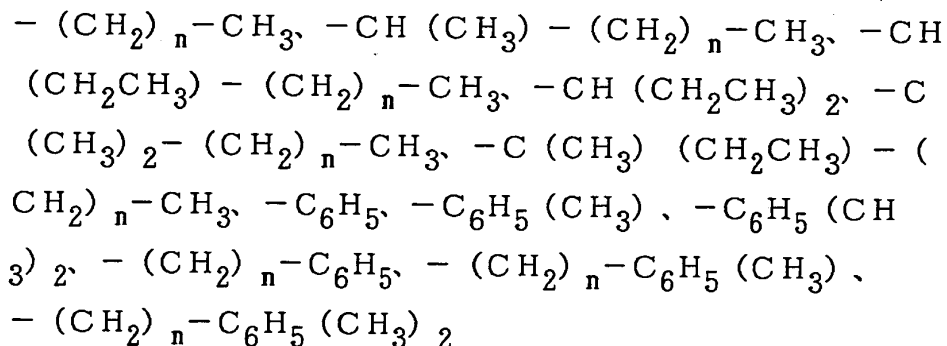 －（CH₂）ₙ－CH₃、－CH（CH₃）－（CH₂）ₙ－CH₃、－CH
（CH₂CH₃）－（CH₂）ₙ－CH₃、－CH（CH₂CH₃）₂、－C
（CH₃）₂－（CH₂）ₙ－CH₃、－C（CH₃）（CH₂CH₃）－（
CH₂）ₙ－CH₃、－C₆H₅、－C₆H₅（CH₃）、－C₆H₅（CH
₃）₂、－（CH₂）ₙ－C₆H₅、－（CH₂）ₙ－C₆H₅（CH₃）、
－（CH₂）ₙ－C₆H₅（CH₃）₂